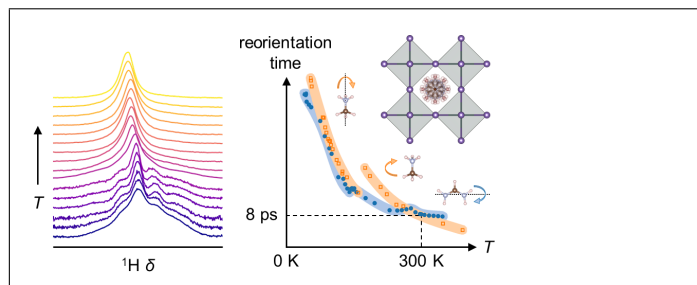 T
¹H δ
reorientation
time
8 ps
0 K
300 K
T